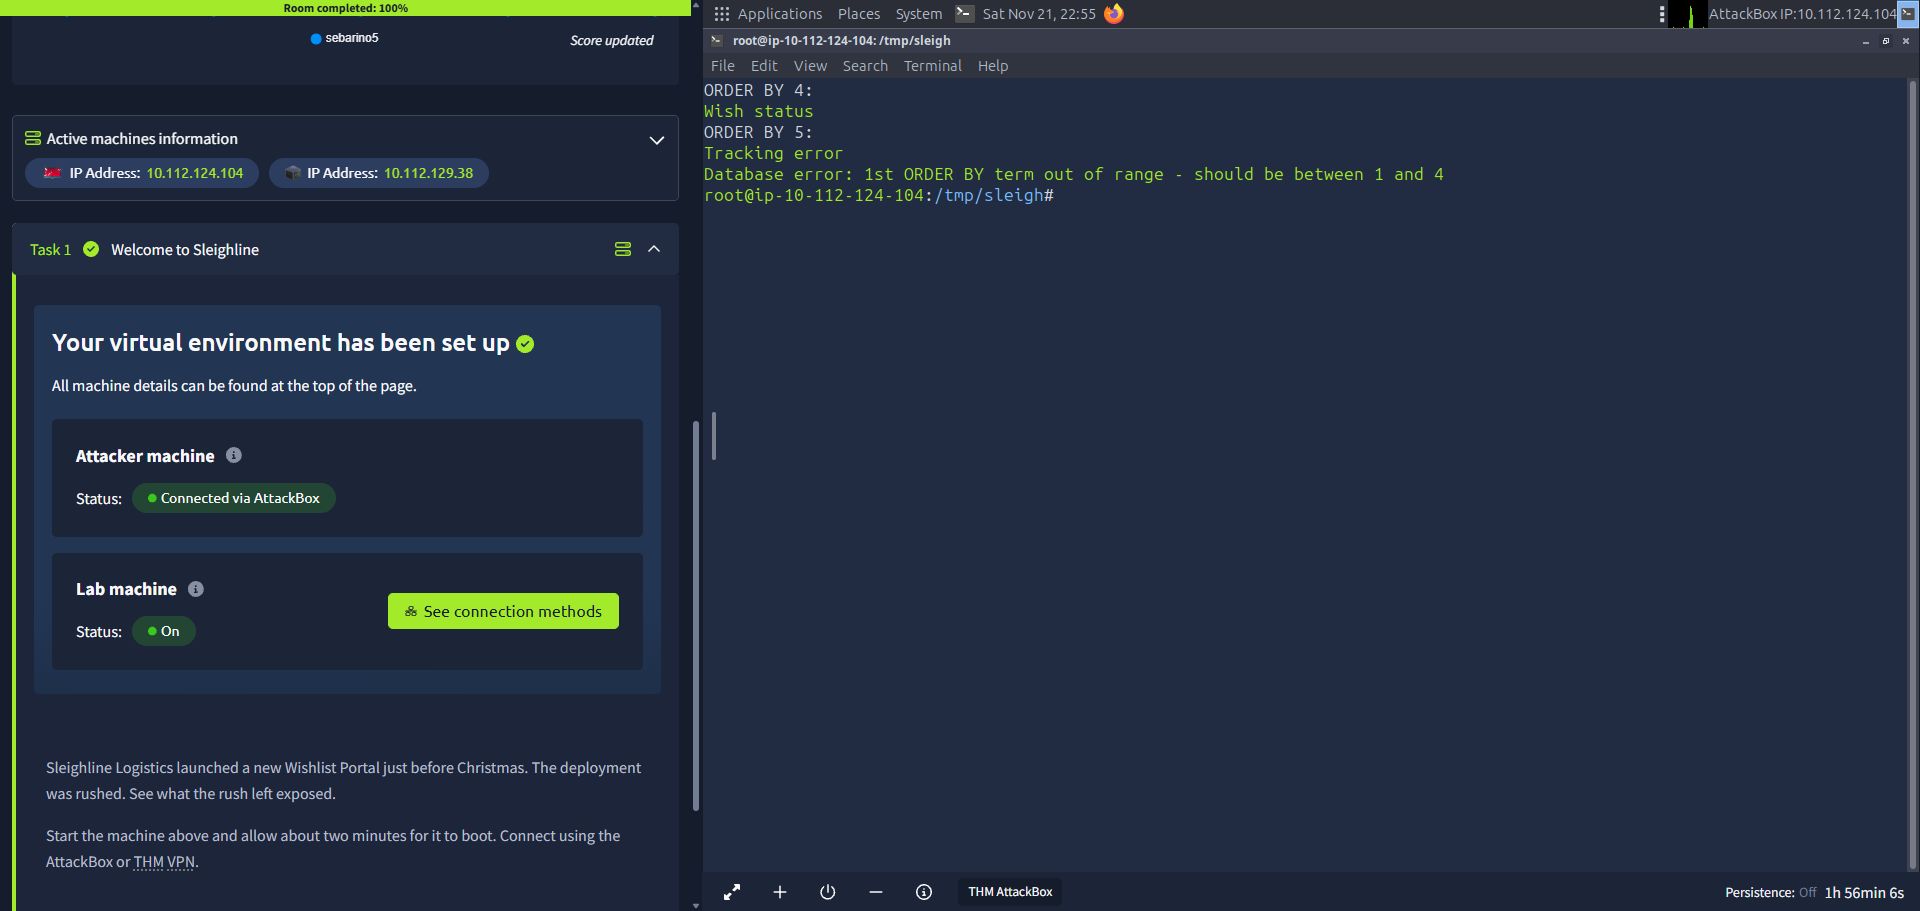 Room completed: 100%
sebarino5
Score updated
Active machines information
IP Address: 10.112.124.104
IP Address: 10.112.129.38
Task 1
Welcome to Sleighline
Your virtual environment has been set up
All machine details can be found at the top of the page.
Attacker machine
Status: Connected via AttackBox
Lab machine
Status: On
See connection methods
Sleighline Logistics launched a new Wishlist Portal just before Christmas. The deployment
was rushed. See what the rush left exposed.
Start the machine above and allow about two minutes for it to boot. Connect using the
AttackBox or THM VPN.
Applications Places System Sat Nov 21, 22:55 AttackBox IP:10.112.124.104
root@ip-10-112-124-104: /tmp/sleigh
File Edit View Search Terminal Help
ORDER BY 4:
Wish status
ORDER BY 5:
Tracking error
Database error: 1st ORDER BY term out of range - should be between 1 and 4
root@ip-10-112-124-104:/tmp/sleigh#
THM AttackBox
Persistence: Off 1h 56min 6s